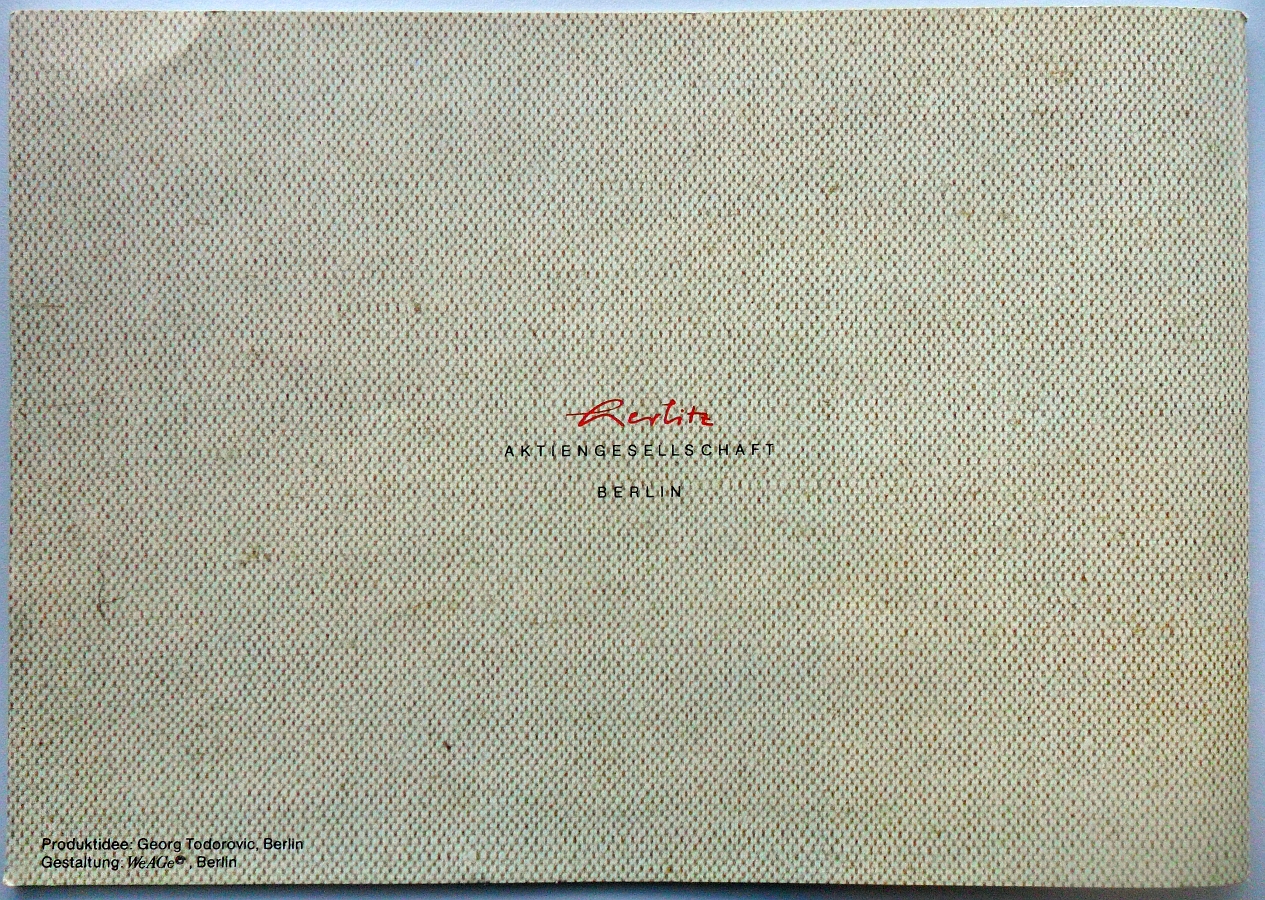 Herlitz
AKTIENGESELLSCHAFT
BERLIN
Produktidee: Georg Todorovic, Berlin
Gestaltung: WeAGe, Berlin